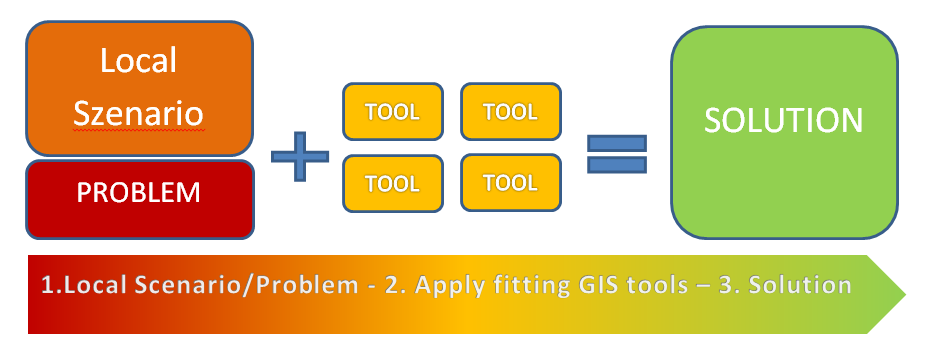 Local
Szenario
PROBLEM
TOOL
TOOL
TOOL
TOOL
SOLUTION
1.Local Scenario/Problem - 2. Apply fitting GIS tools – 3. Solution